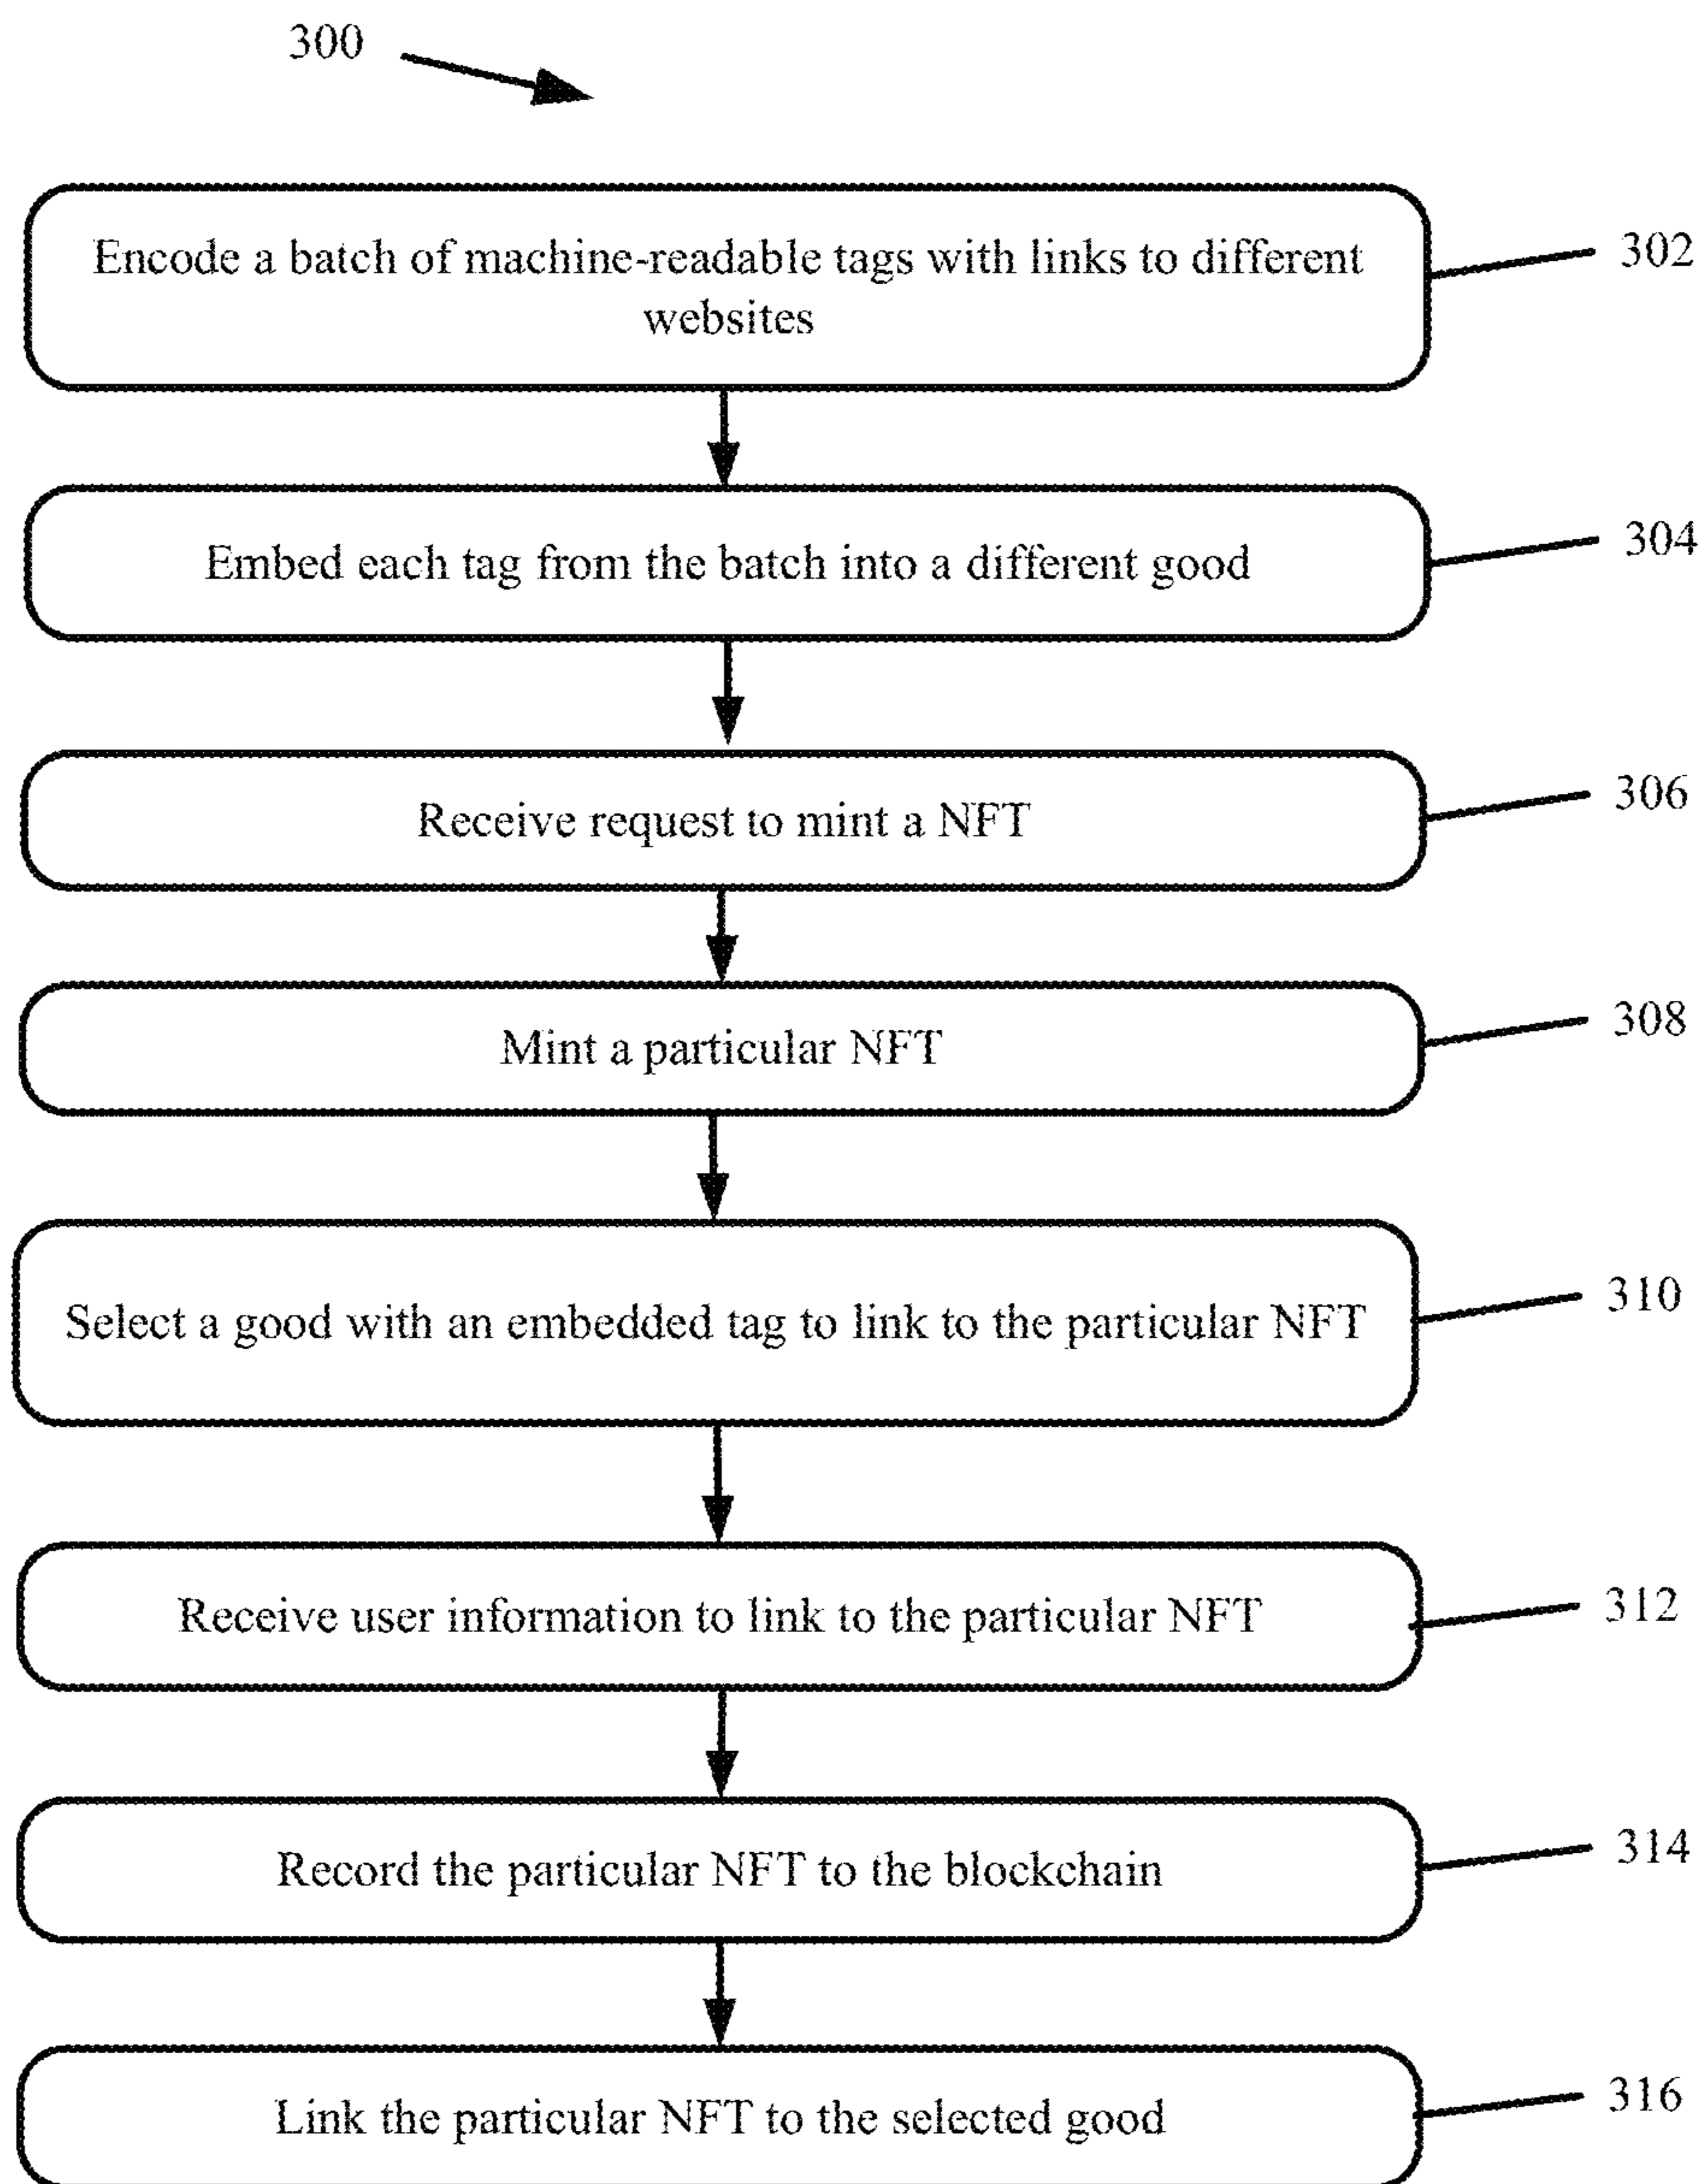 300
Encode a batch of machine-readable tags with links to different
websites
302
Embed each tag from the batch into a different good
304
Receive request to mint a NFT
306
Mint a particular NFT
308
Select a good with an embedded tag to link to the particular NFT
310
Receive user information to link to the particular NFT
312
Record the particular NFT to the blockchain
314
Link the particular NFT to the selected good
316